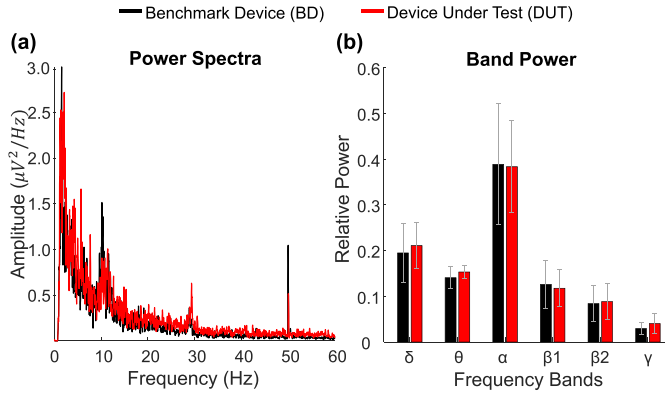 Benchmark Device (BD)
Device Under Test (DUT)
(a)
Power Spectra
Amplitude (μV²/Hz)
3.0
2.5
2.0
1.5
1.0
0.5
0
10
20
30
40
50
60
Frequency (Hz)
(b)
Band Power
Relative Power
0.6
0.5
0.4
0.3
0.2
0.1
0
δ
θ
α
β1
β2
γ
Frequency Bands